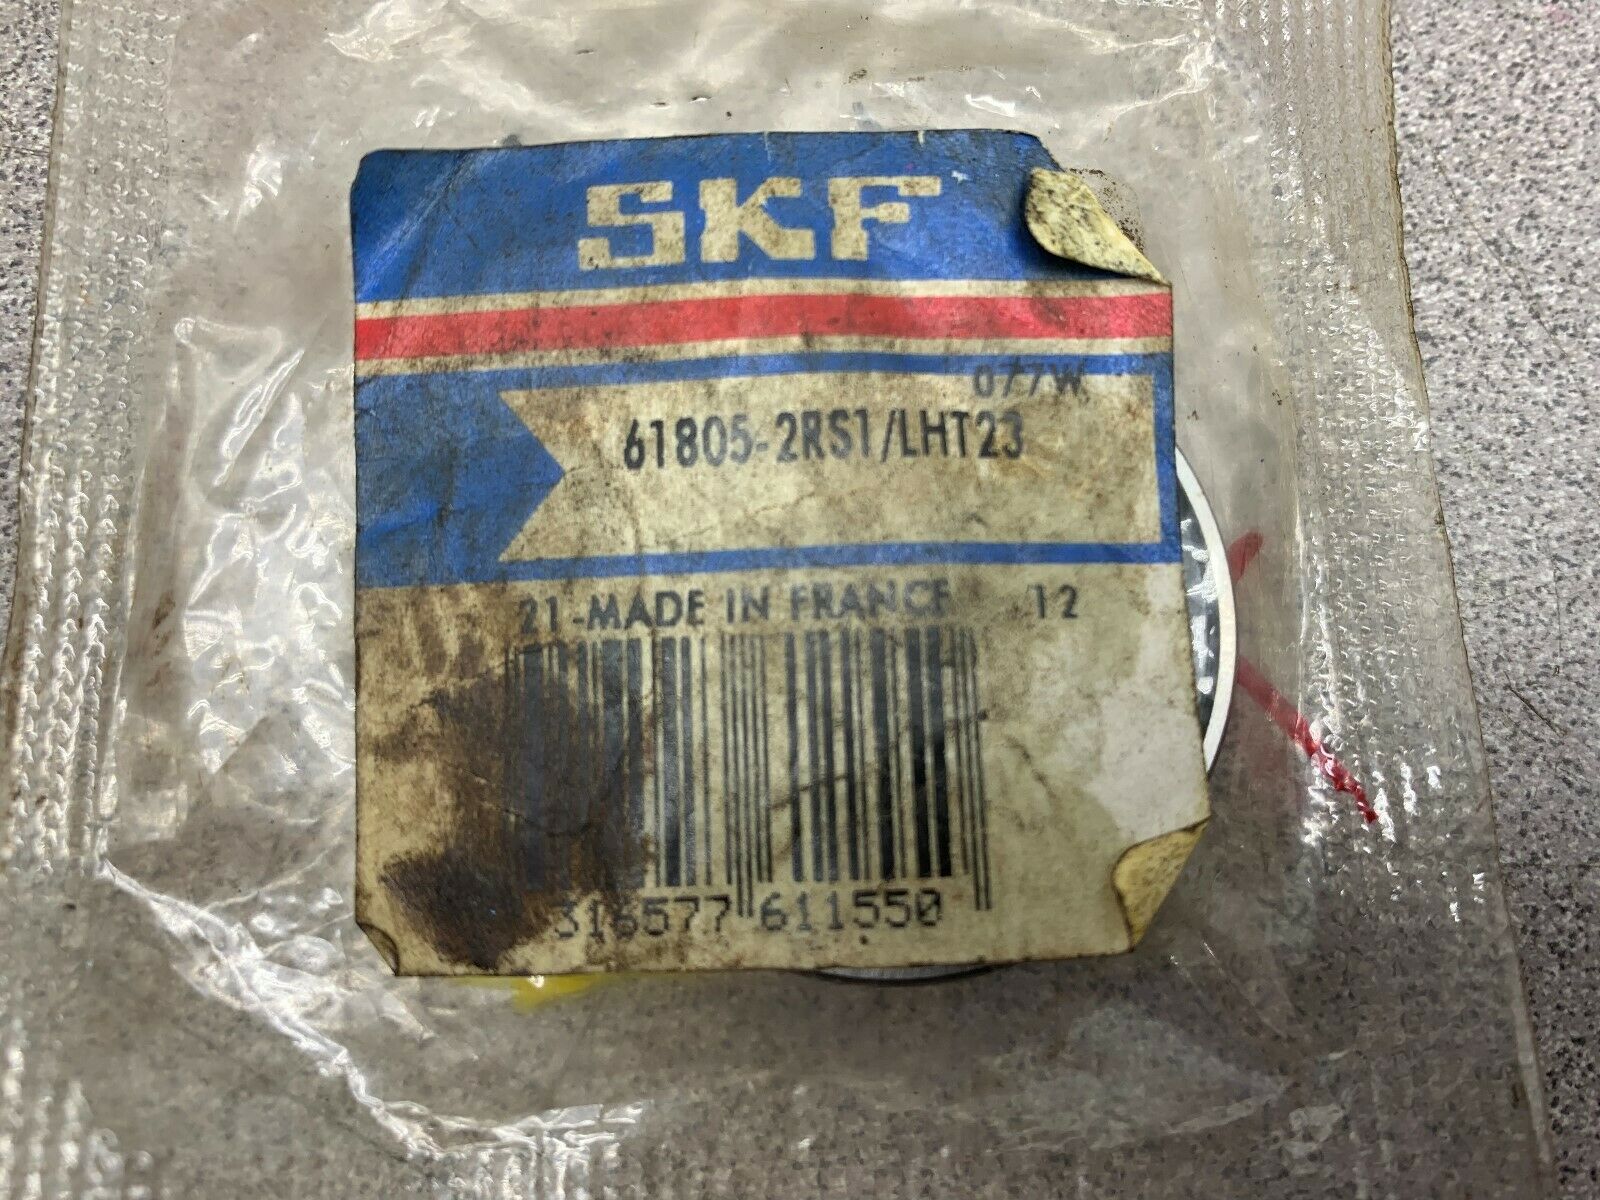 SKF
077W
61805-2RS1/LHT23
21-MADE IN FRANCE 12
316577 611550